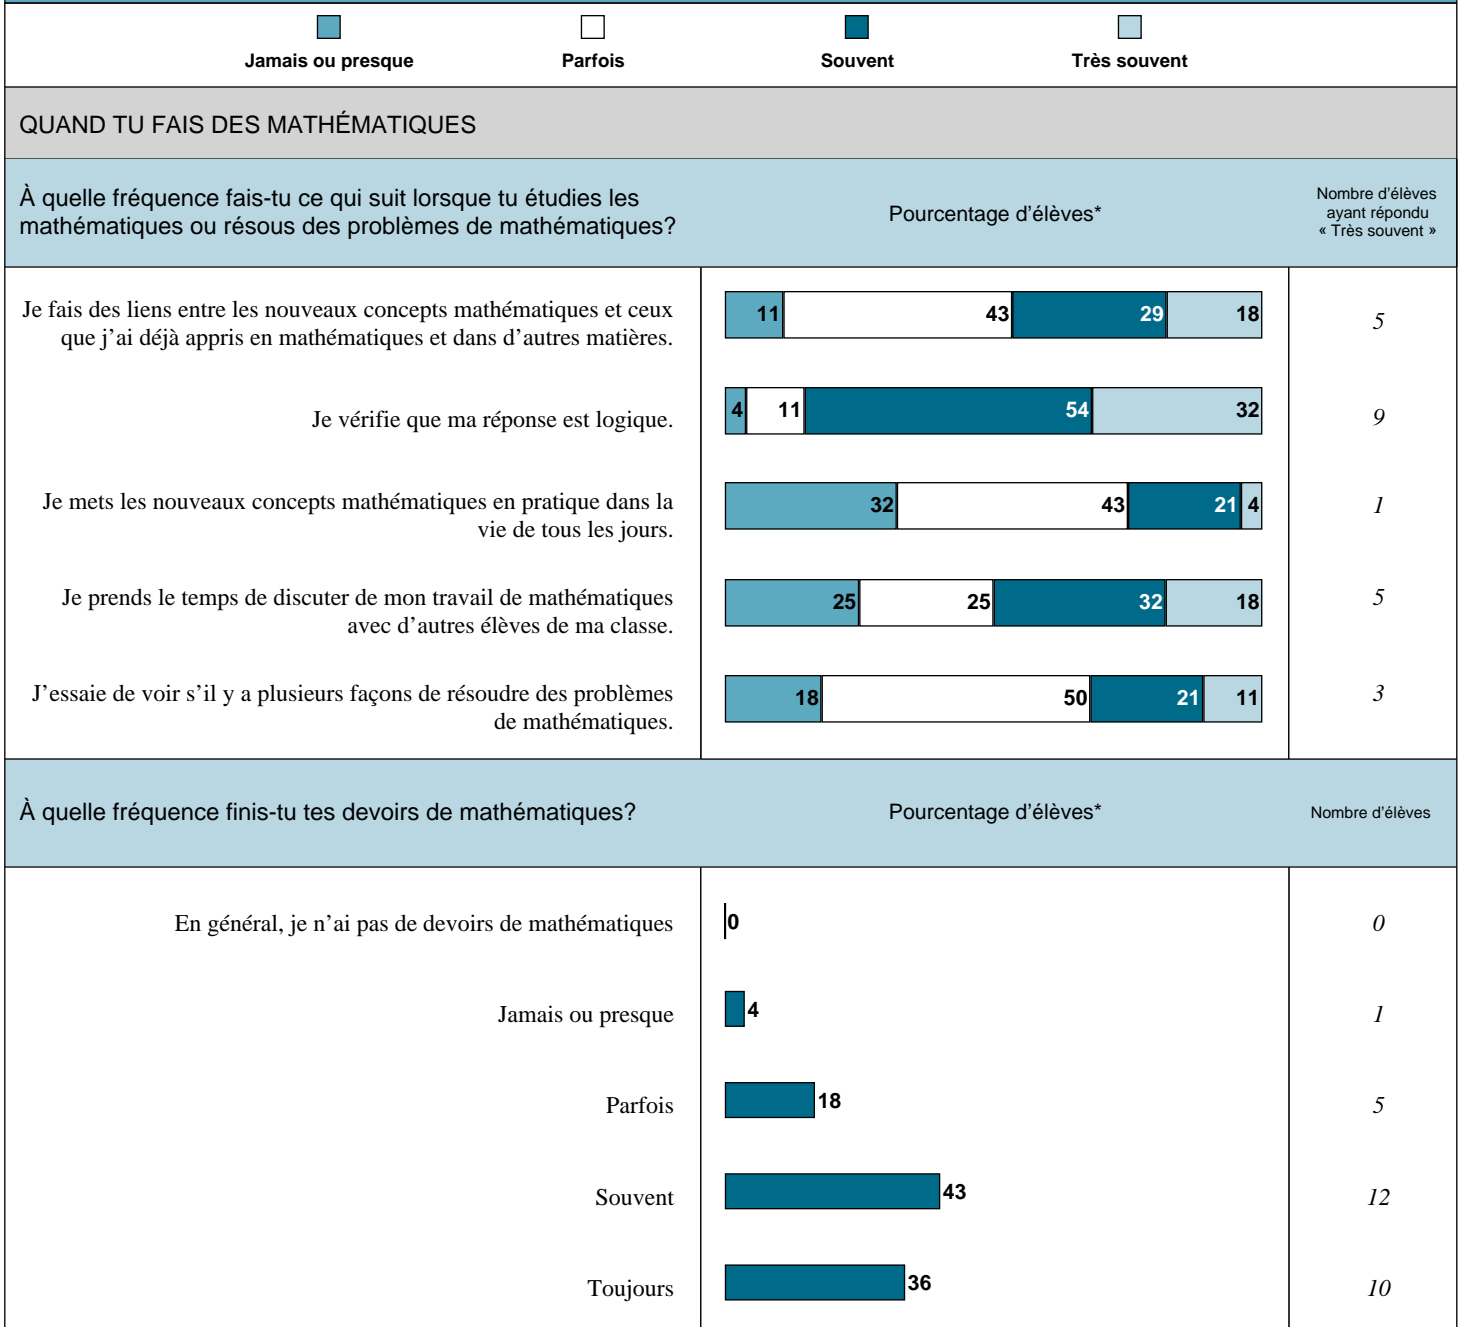 Jamais ou presque Parfois Souvent Très souvent
QUAND TU FAIS DES MATHÉMATIQUES
À quelle fréquence fais-tu ce qui suit lorsque tu étudies les
mathématiques ou résous des problèmes de mathématiques?
Pourcentage d'élèves*
Nombre d'élèves
ayant répondu
« Très souvent »
Je fais des liens entre les nouveaux concepts mathématiques et ceux
que j'ai déjà appris en mathématiques et dans d'autres matières.
11 43 29 18
5
Je vérifie que ma réponse est logique.
4 11 54 32
9
Je mets les nouveaux concepts mathématiques en pratique dans la
vie de tous les jours.
32 43 21 4
1
Je prends le temps de discuter de mon travail de mathématiques
avec d'autres élèves de ma classe.
25 25 32 18
5
J'essaie de voir s'il y a plusieurs façons de résoudre des problèmes
de mathématiques.
18 50 21 11
3
À quelle fréquence finis-tu tes devoirs de mathématiques?
Pourcentage d'élèves*
Nombre d'élèves
En général, je n'ai pas de devoirs de mathématiques
0
0
Jamais ou presque
4
1
Parfois
18
5
Souvent
43
12
Toujours
36
10